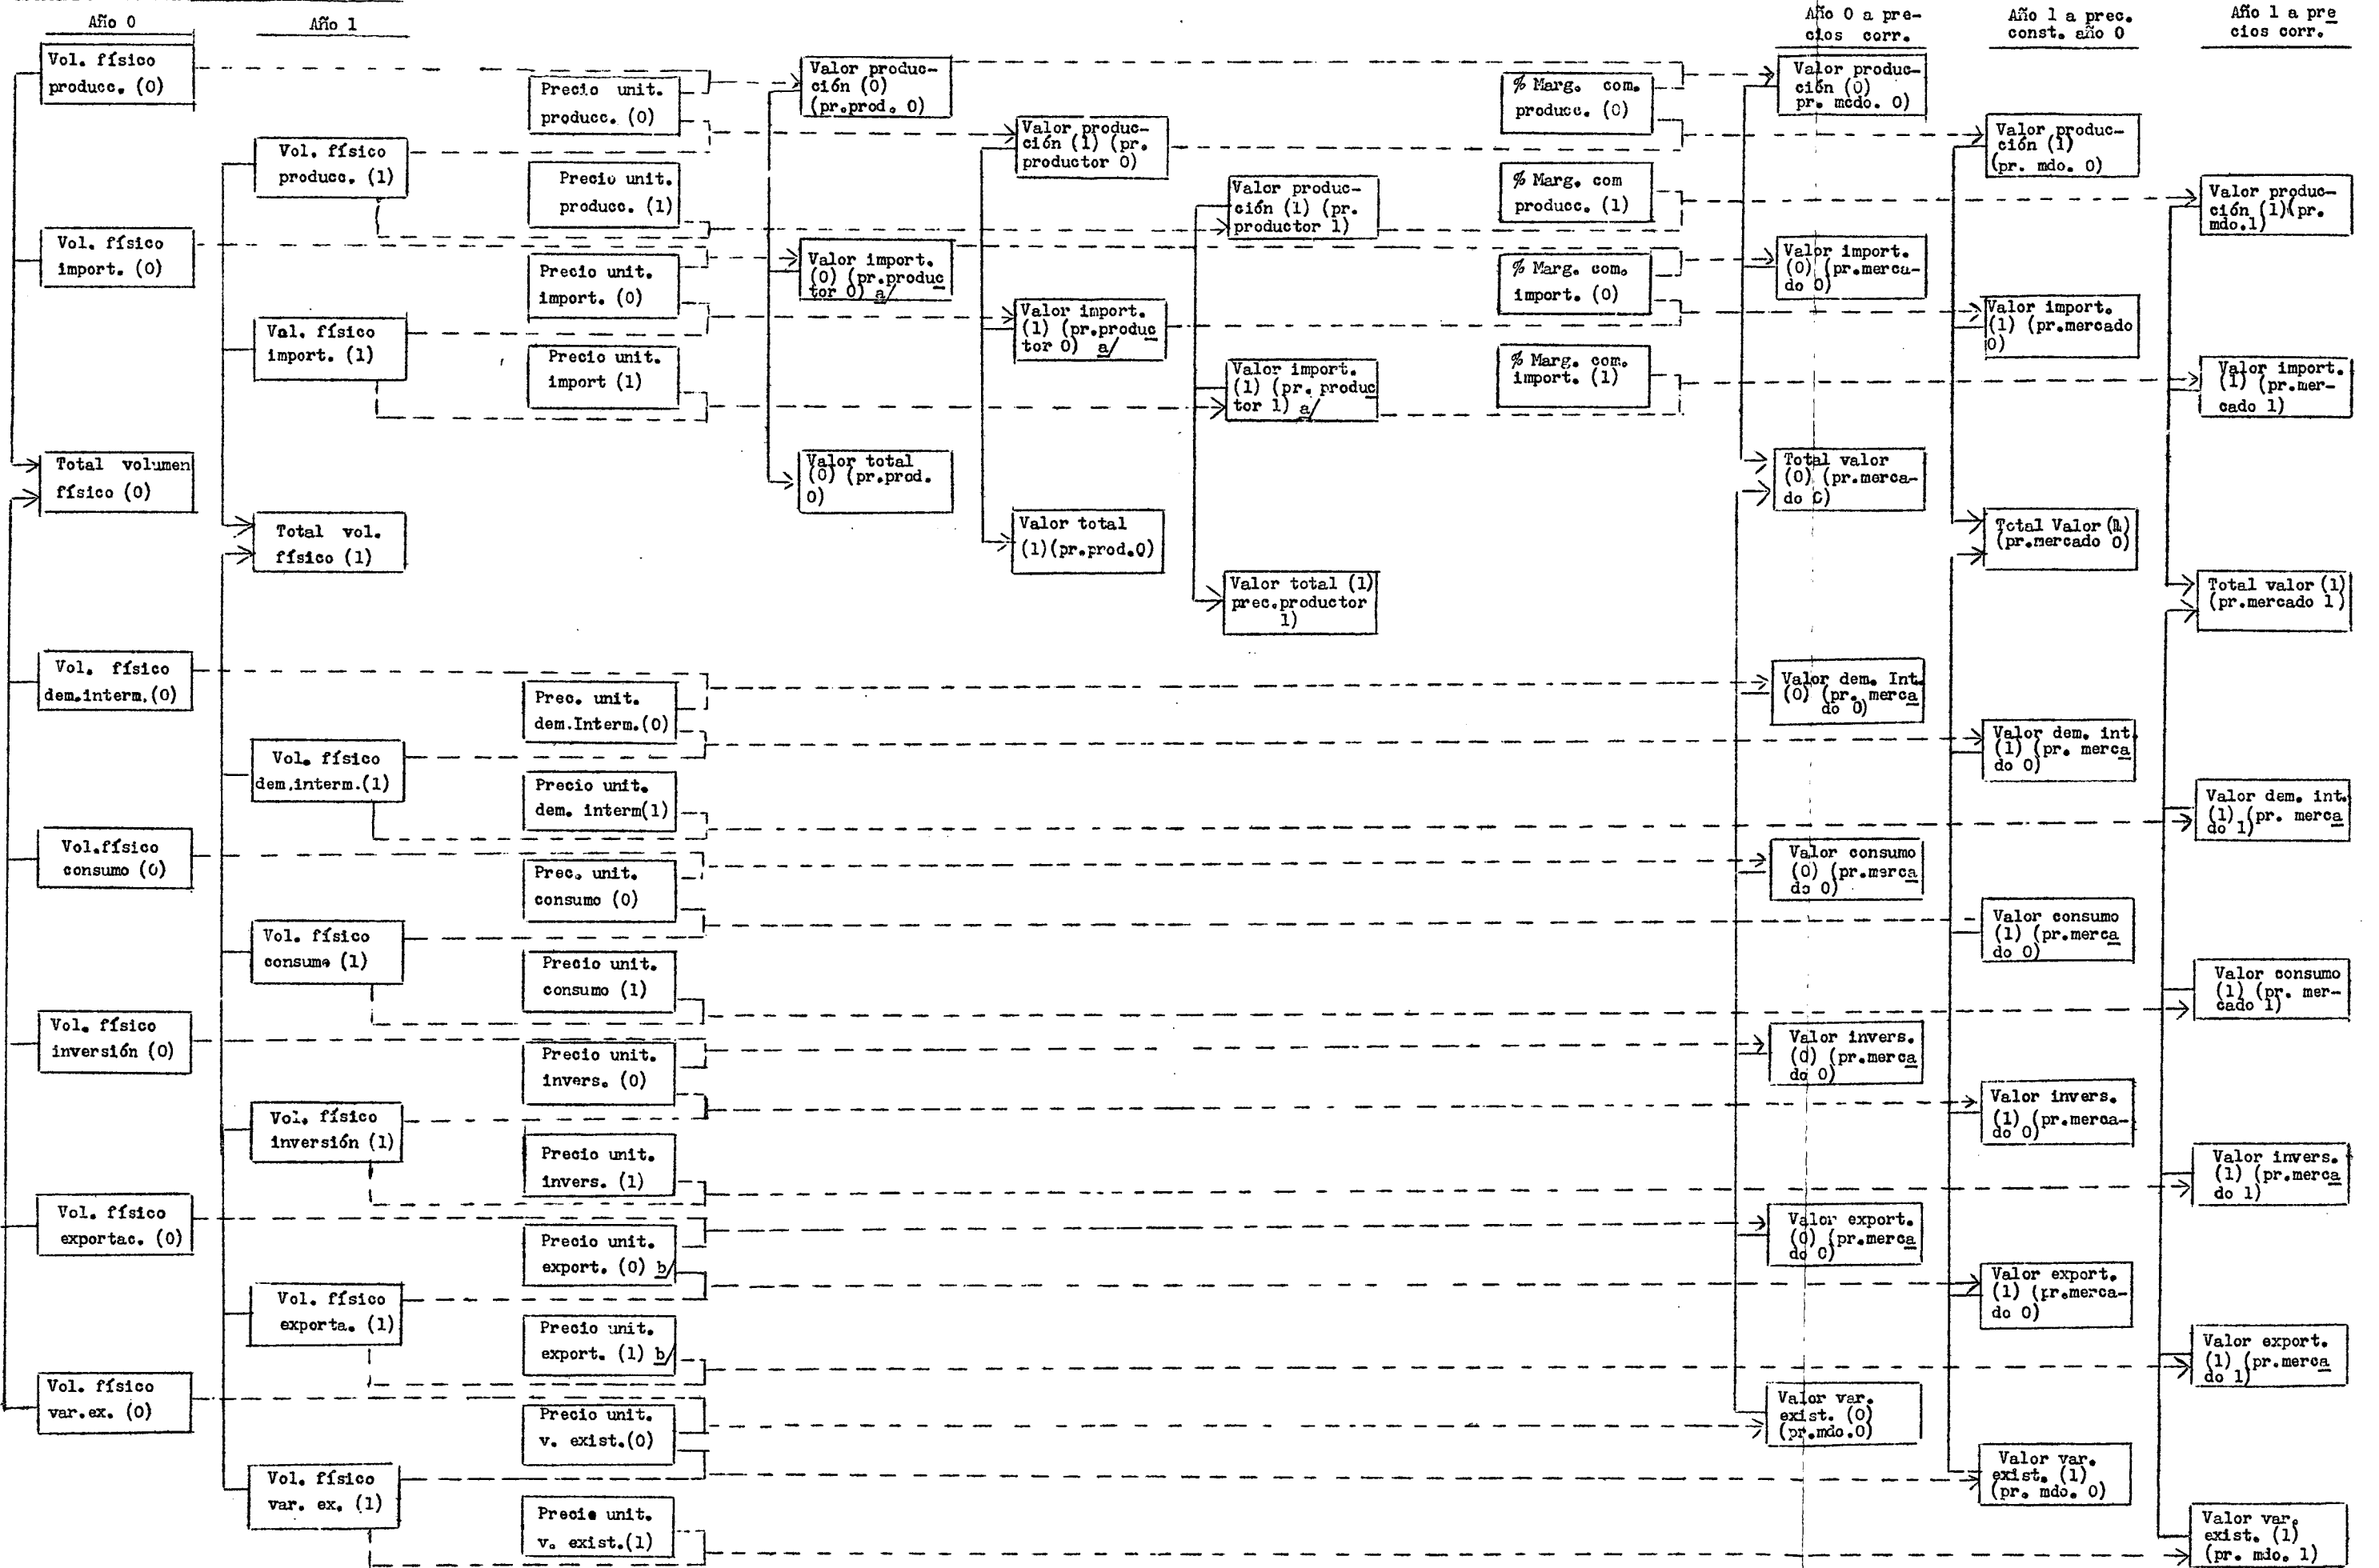 Año 0
Año 1
Año 0 a pre-
cios corr.
Año 1 a prec.
const. año 0
Año 1 a pre
cios corr.
Vol. físico
producc. (0)
Precio unit.
producc. (0)
Valor produc-
ción (0)
(pr.prod. 0)
% Marg. com.
producc. (0)
Valor produc-
ción (0)
pr. mcdo. 0)
Vol. físico
producc. (1)
Valor produc-
ción (1) (pr.
productor 0)
Valor produc-
ción (1)
(pr. mdo. 0)
Precio unit.
producc. (1)
Valor produc-
ción (1) (pr.
productor 1)
% Marg. com
producc. (1)
Valor produc-
ción (1)(pr.
mdo.1)
Vol. físico
import. (0)
Precio unit.
import. (0)
Valor import.
(0) (pr.produc
tor 0) a/
% Marg. com.
import. (0)
Valor import.
(0) (pr.merca-
do 0)
Val. físico
import. (1)
Valor import.
(1) (pr.produc
tor 0) a/
Valor import.
(1) (pr.mercado
0)
Precio unit.
import (1)
Valor import.
(1) (pr. produc
tor 1) a/
% Marg. com.
import. (1)
Valor import.
(1) (pr.mer-
cado 1)
Total volumen
físico (0)
Valor total
(0) (pr.prod.
0)
Total valor
(0) (pr.merca-
do 0)
Total vol.
físico (1)
Valor total
(1)(pr.prod.0)
Total Valor (1)
(pr.mercado 0)
Valor total (1)
prec.productor
1)
Total valor (1)
(pr.mercado 1)
Vol. físico
dem.interm.(0)
Prec. unit.
dem.Interm.(0)
Valor dem. Int.
(0) (pr. merca
do 0)
Vol. físico
dem.interm.(1)
Valor dem. int
(1) (pr. merca
do 0)
Precio unit.
dem. interm(1)
Valor dem. int.
(1) (pr. merca
do 1)
Vol.físico
consumo (0)
Prec. unit.
consumo (0)
Valor consumo
(0) (pr.merca
do 0)
Vol. físico
consumo (1)
Valor consumo
(1) (pr.merca
do 0)
Precio unit.
consumo (1)
Valor consumo
(1) (pr. mer-
cado 1)
Vol. físico
inversión (0)
Precio unit.
invers. (0)
Valor invers.
(0) (pr.merca
do 0)
Vol. físico
inversión (1)
Valor invers.
(1) (pr.merca-
do 0)
Precio unit.
invers. (1)
Valor invers.
(1) (pr.merca
do 1)
Vol. físico
exportac. (0)
Precio unit.
export. (0) b/
Valor export.
(0) (pr.merca
do 0)
Vol. físico
exporta. (1)
Valor export.
(1) (pr.merca-
do 0)
Precio unit.
export. (1) b/
Valor export.
(1) (pr.merca
do 1)
Vol. físico
var.ex. (0)
Precio unit.
v. exist.(0)
Valor var.
exist. (0)
(pr.mdo.0)
Vol. físico
var. ex. (1)
Valor var.
exist. (1)
(pr. mdo. 0)
Precio unit.
v. exist.(1)
Valor var.
exist. (1)
(pr. mdo. 1)